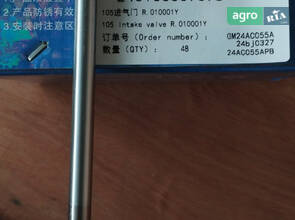 2.产品防锈有效
3.安装时注意区
agro RIA
105进气门 R.010001Y
105 intake valve R.010001Y
订单号 (Order number) : GM24AC055A
24bj0327
数量 (QTY) : 48 24AC055APB